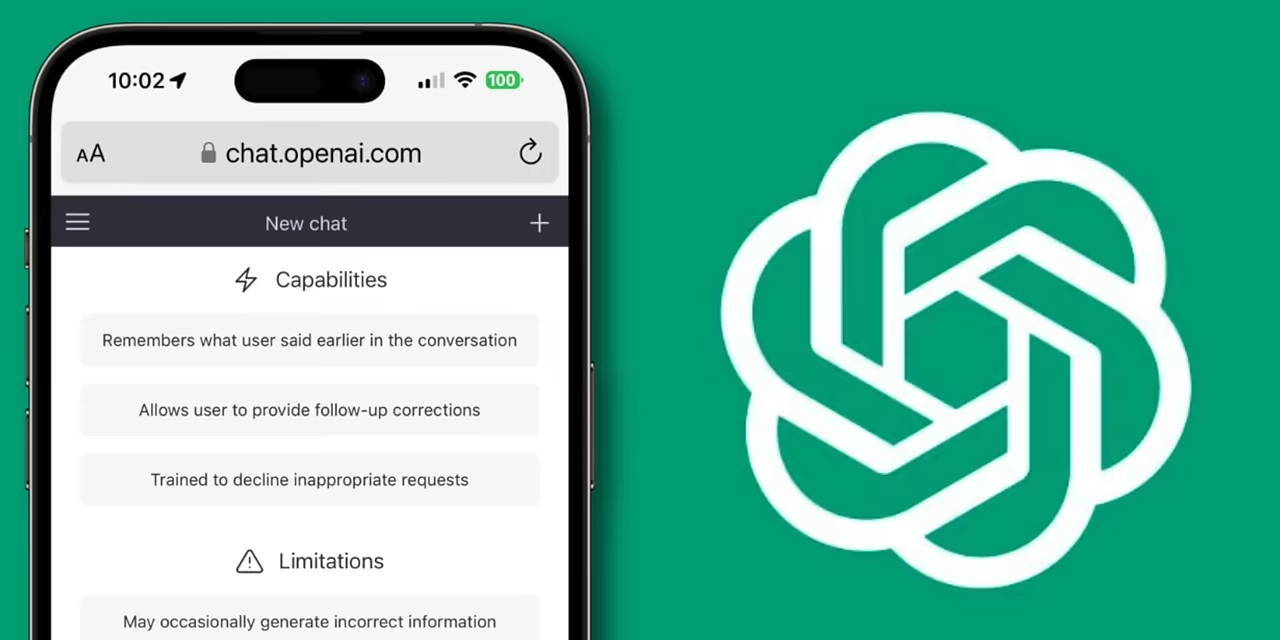 10:02
100
AA
chat.openai.com
New chat
Capabilities
Remembers what user said earlier in the conversation
Allows user to provide follow-up corrections
Trained to decline inappropriate requests
Limitations
May occasionally generate incorrect information